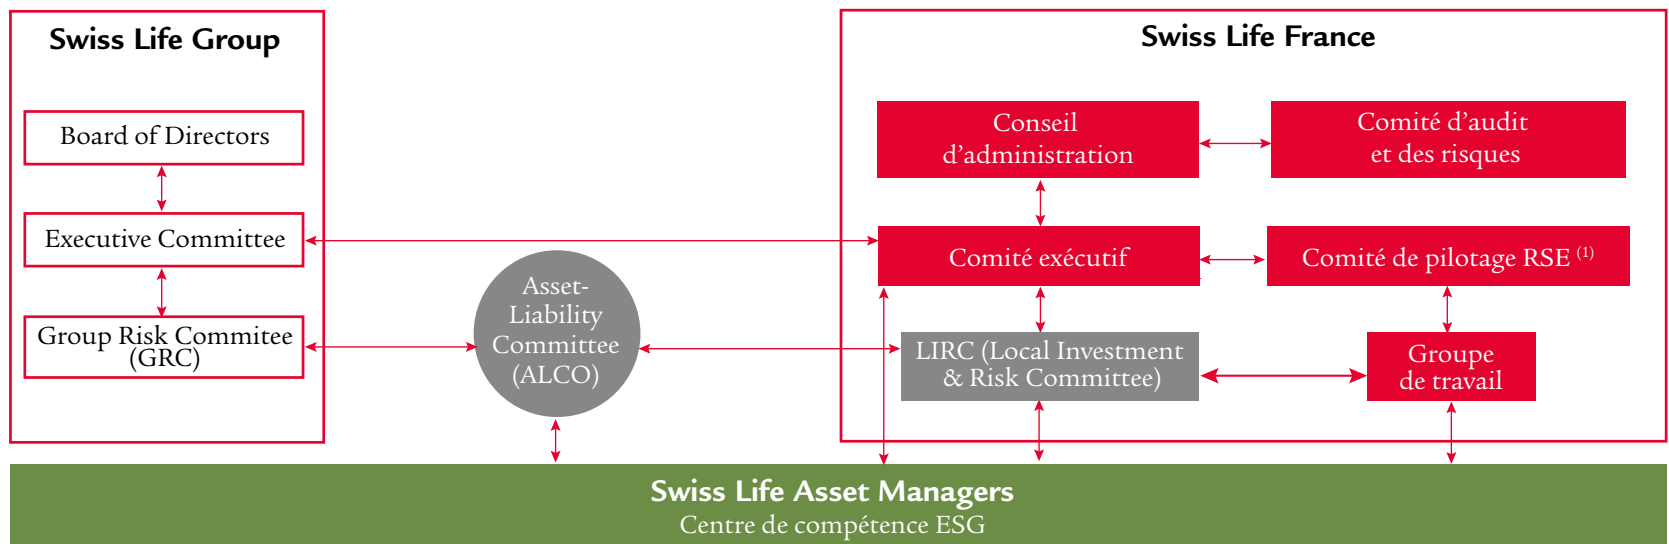 Swiss Life Group
Board of Directors
Executive Committee
Group Risk Commitee
(GRC)
Asset-
Liability
Committee
(ALCO)
Swiss Life France
Conseil
d'administration
Comité d'audit
et des risques
Comité exécutif
Comité de pilotage RSE (1)
LIRC (Local Investment
& Risk Committee)
Groupe
de travail
Swiss Life Asset Managers
Centre de compétence ESG